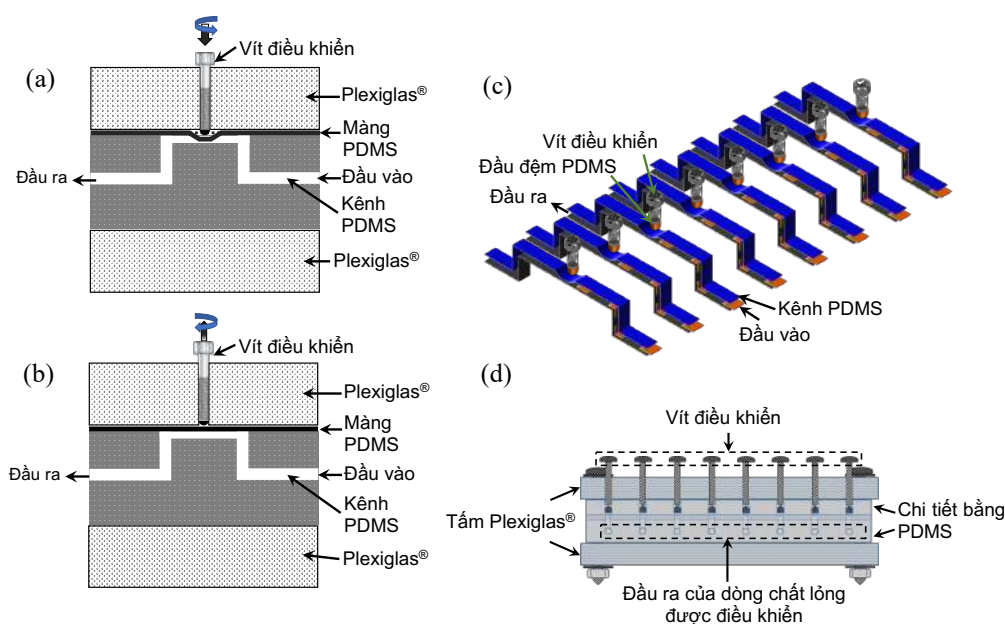 (a)
Vít điều khiển
Plexiglas®
Màng
PDMS
Đầu ra
Đầu vào
Kênh
PDMS
Plexiglas®
(b)
Vít điều khiển
Plexiglas®
Màng
PDMS
Đầu ra
Đầu vào
Kênh
PDMS
Plexiglas®
(c)
Vít điều khiển
Đầu đệm PDMS
Đầu ra
Kênh PDMS
Đầu vào
(d)
Vít điều khiển
Tấm Plexiglas®
Chi tiết bằng
PDMS
Đầu ra của dòng chất lỏng
được điều khiển